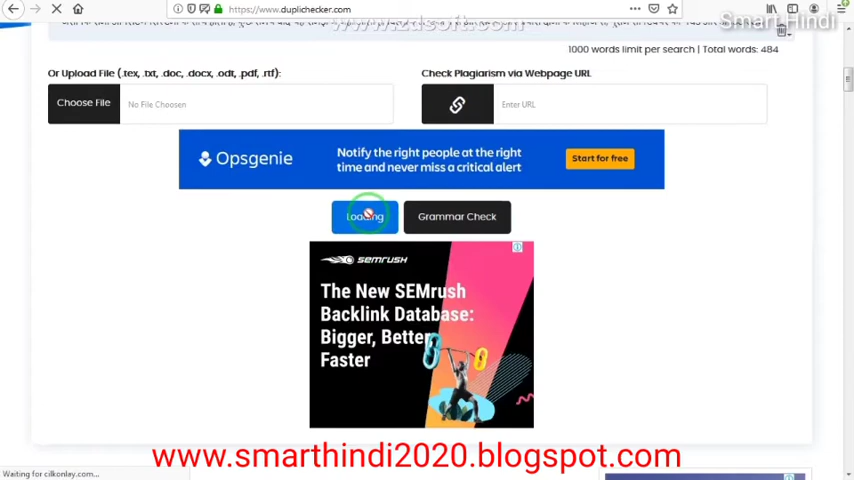 https://www.duplichecker.com
Smart Hindi
1000 words limit per search | Total words: 484
Or Upload File (.tex, .txt, .doc, .docx, .odt, .pdf, .rtf):
Check Plagiarism via Webpage URL
Choose File
No File Choosen
Enter URL
Opsgenie
Notify the right people at the right
time and never miss a critical alert
Start for free
Loading
Grammar Check
SEMRUSH
The New SEMrush
Backlink Database:
Bigger, Better,
Faster
www.smarthindi2020.blogspot.com
Waiting for cilkonlay.com...